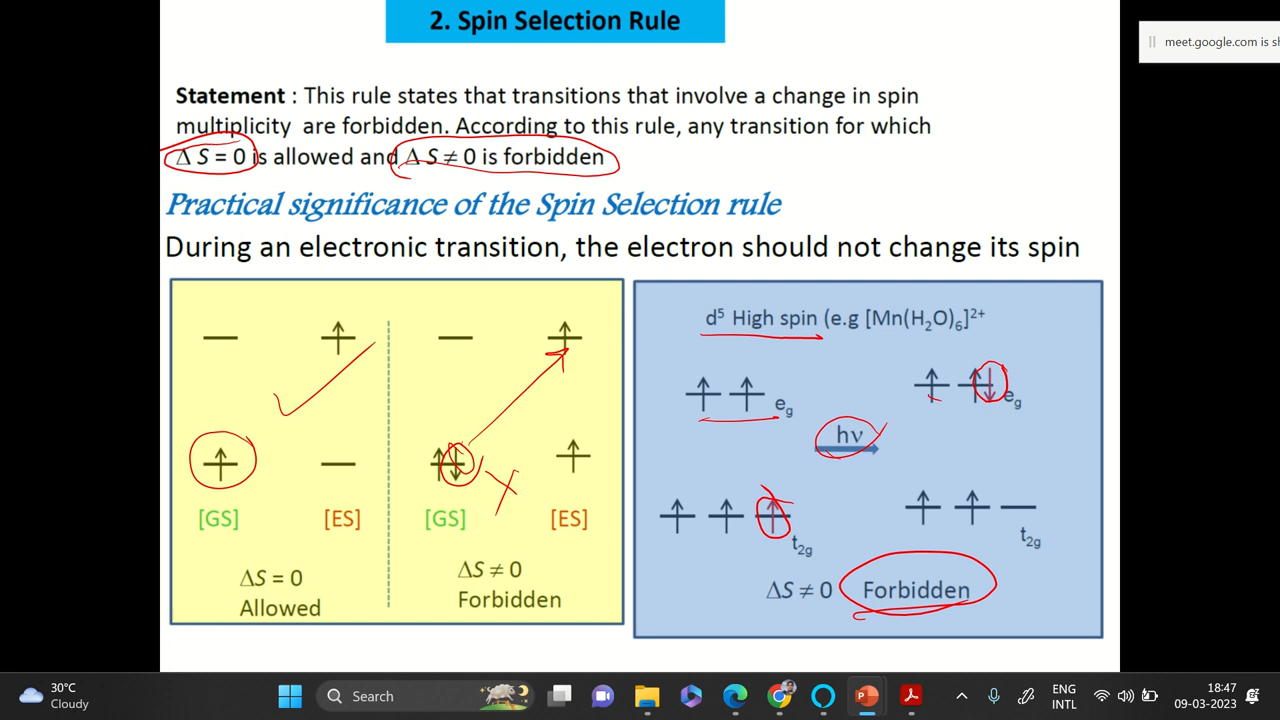 2. Spin Selection Rule
meet.google.com is sh
Statement : This rule states that transitions that involve a change in spin
multiplicity are forbidden. According to this rule, any transition for which
Δ S = 0 is allowed and Δ S ≠ 0 is forbidden
Practical significance of the Spin Selection rule
During an electronic transition, the electron should not change its spin
[GS] [ES] [GS] [ES]
ΔS = 0
Allowed
ΔS ≠ 0
Forbidden
d⁵ High spin (e.g [Mn(H₂O)₆]²⁺
e_g
e_g
hν
t₂g
t₂g
ΔS ≠ 0 Forbidden
30°C
Cloudy
Search
ENG
INTL
18:47
09-03-2023